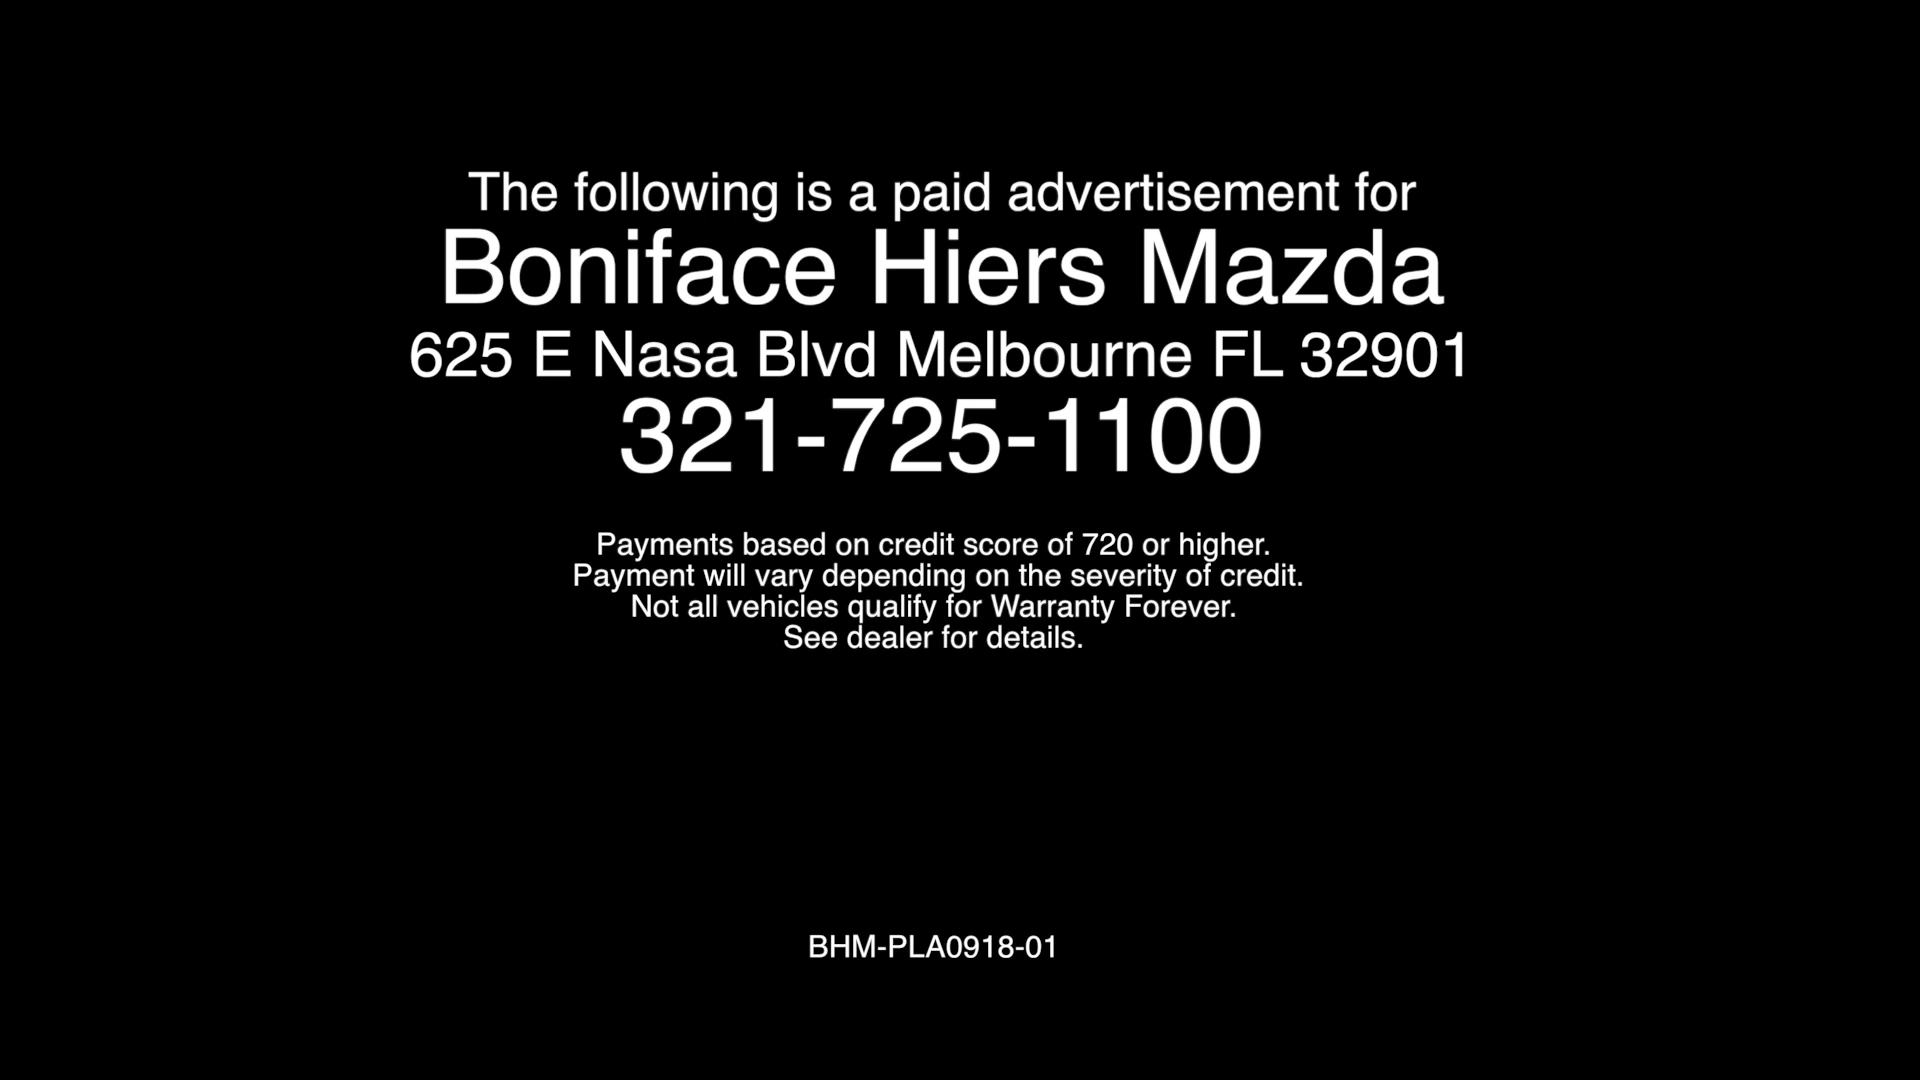 The following is a paid advertisement for
Boniface Hiers Mazda
625 E Nasa Blvd Melbourne FL 32901
321-725-1100
Payments based on credit score of 720 or higher.
Payment will vary depending on the severity of credit.
Not all vehicles qualify for Warranty Forever.
See dealer for details.
BHM-PLA0918-01